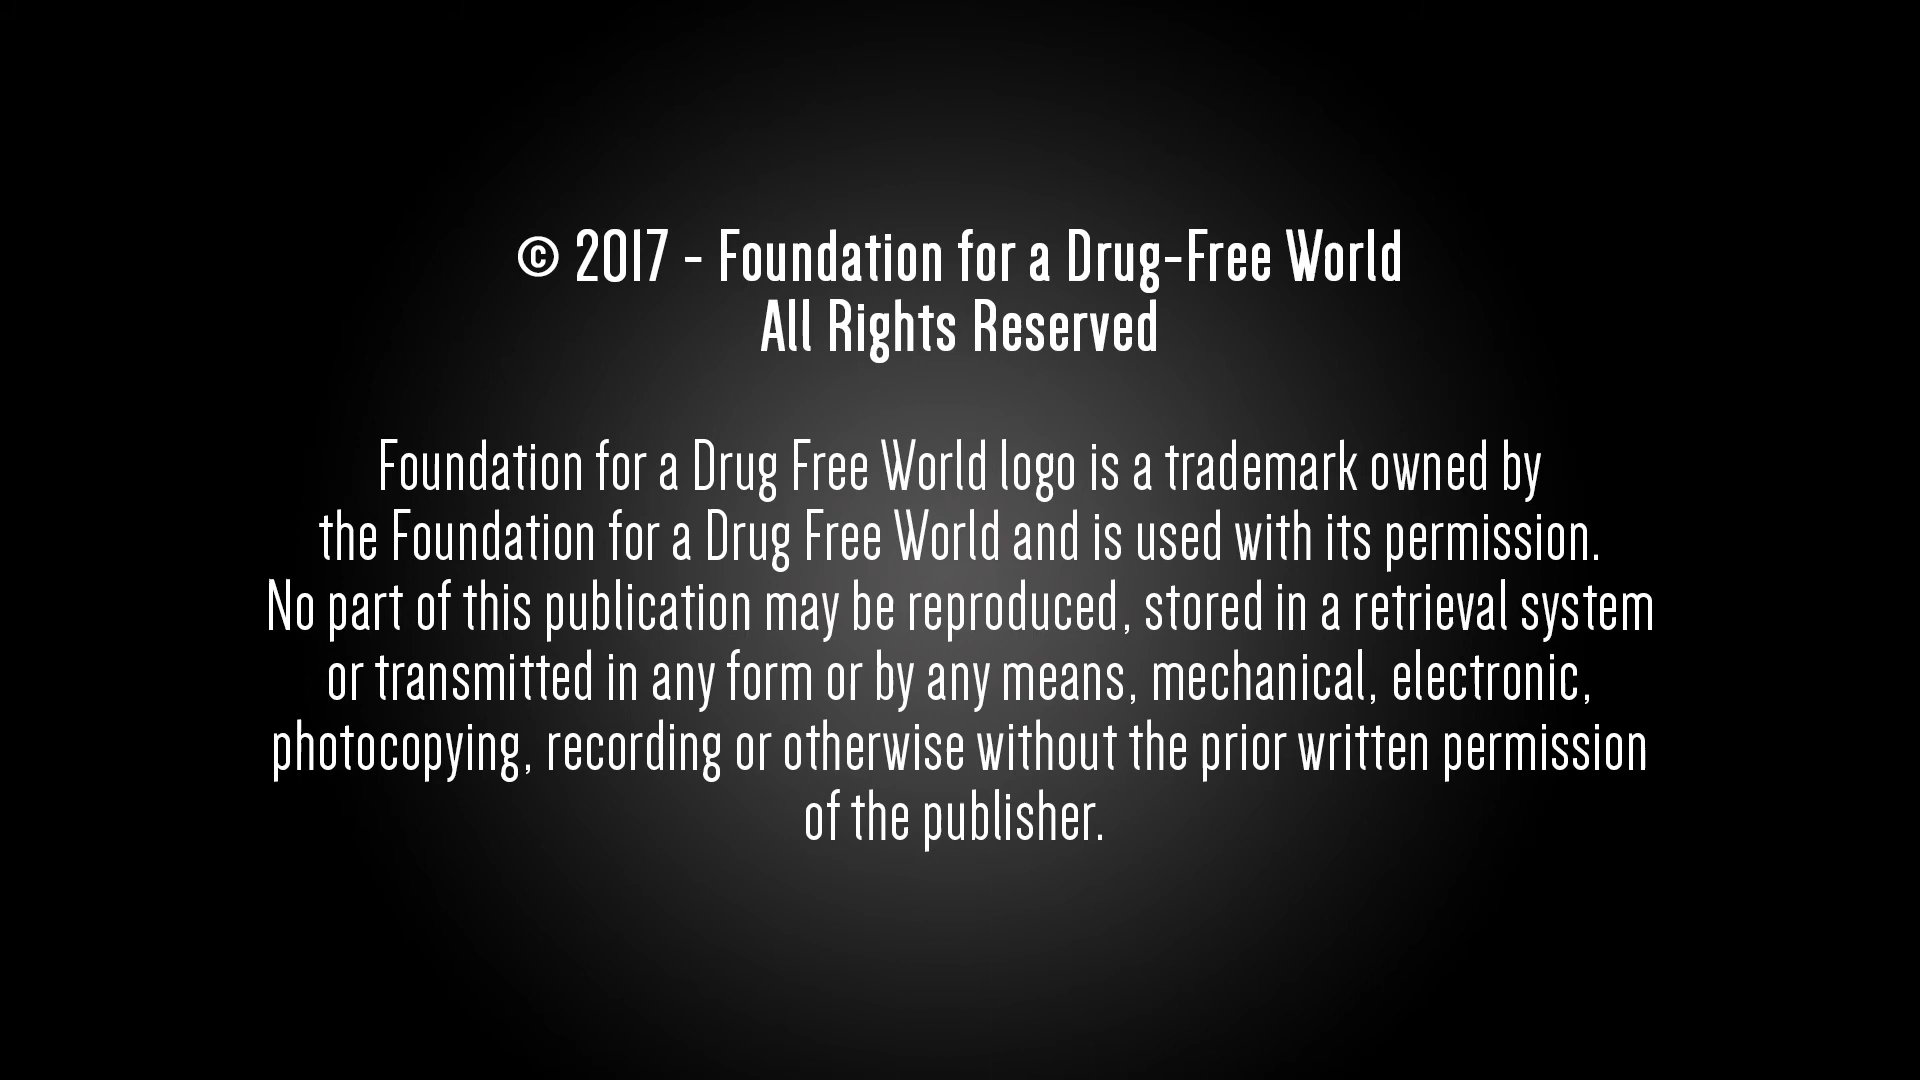 © 2017 - Foundation for a Drug-Free World
All Rights Reserved
Foundation for a Drug Free World logo is a trademark owned by
the Foundation for a Drug Free World and is used with its permission.
No part of this publication may be reproduced, stored in a retrieval system
or transmitted in any form or by any means, mechanical, electronic,
photocopying, recording or otherwise without the prior written permission
of the publisher.